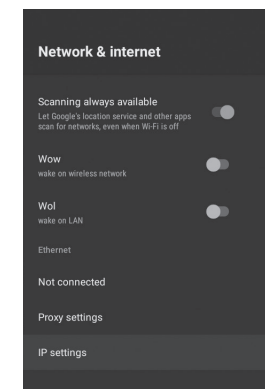 Network & internet
Scanning always available
Let Google's location service and other apps
scan for networks, even when Wi-Fi is off
Wow
wake on wireless network
Wol
wake on LAN
Ethernet
Not connected
Proxy settings
IP settings